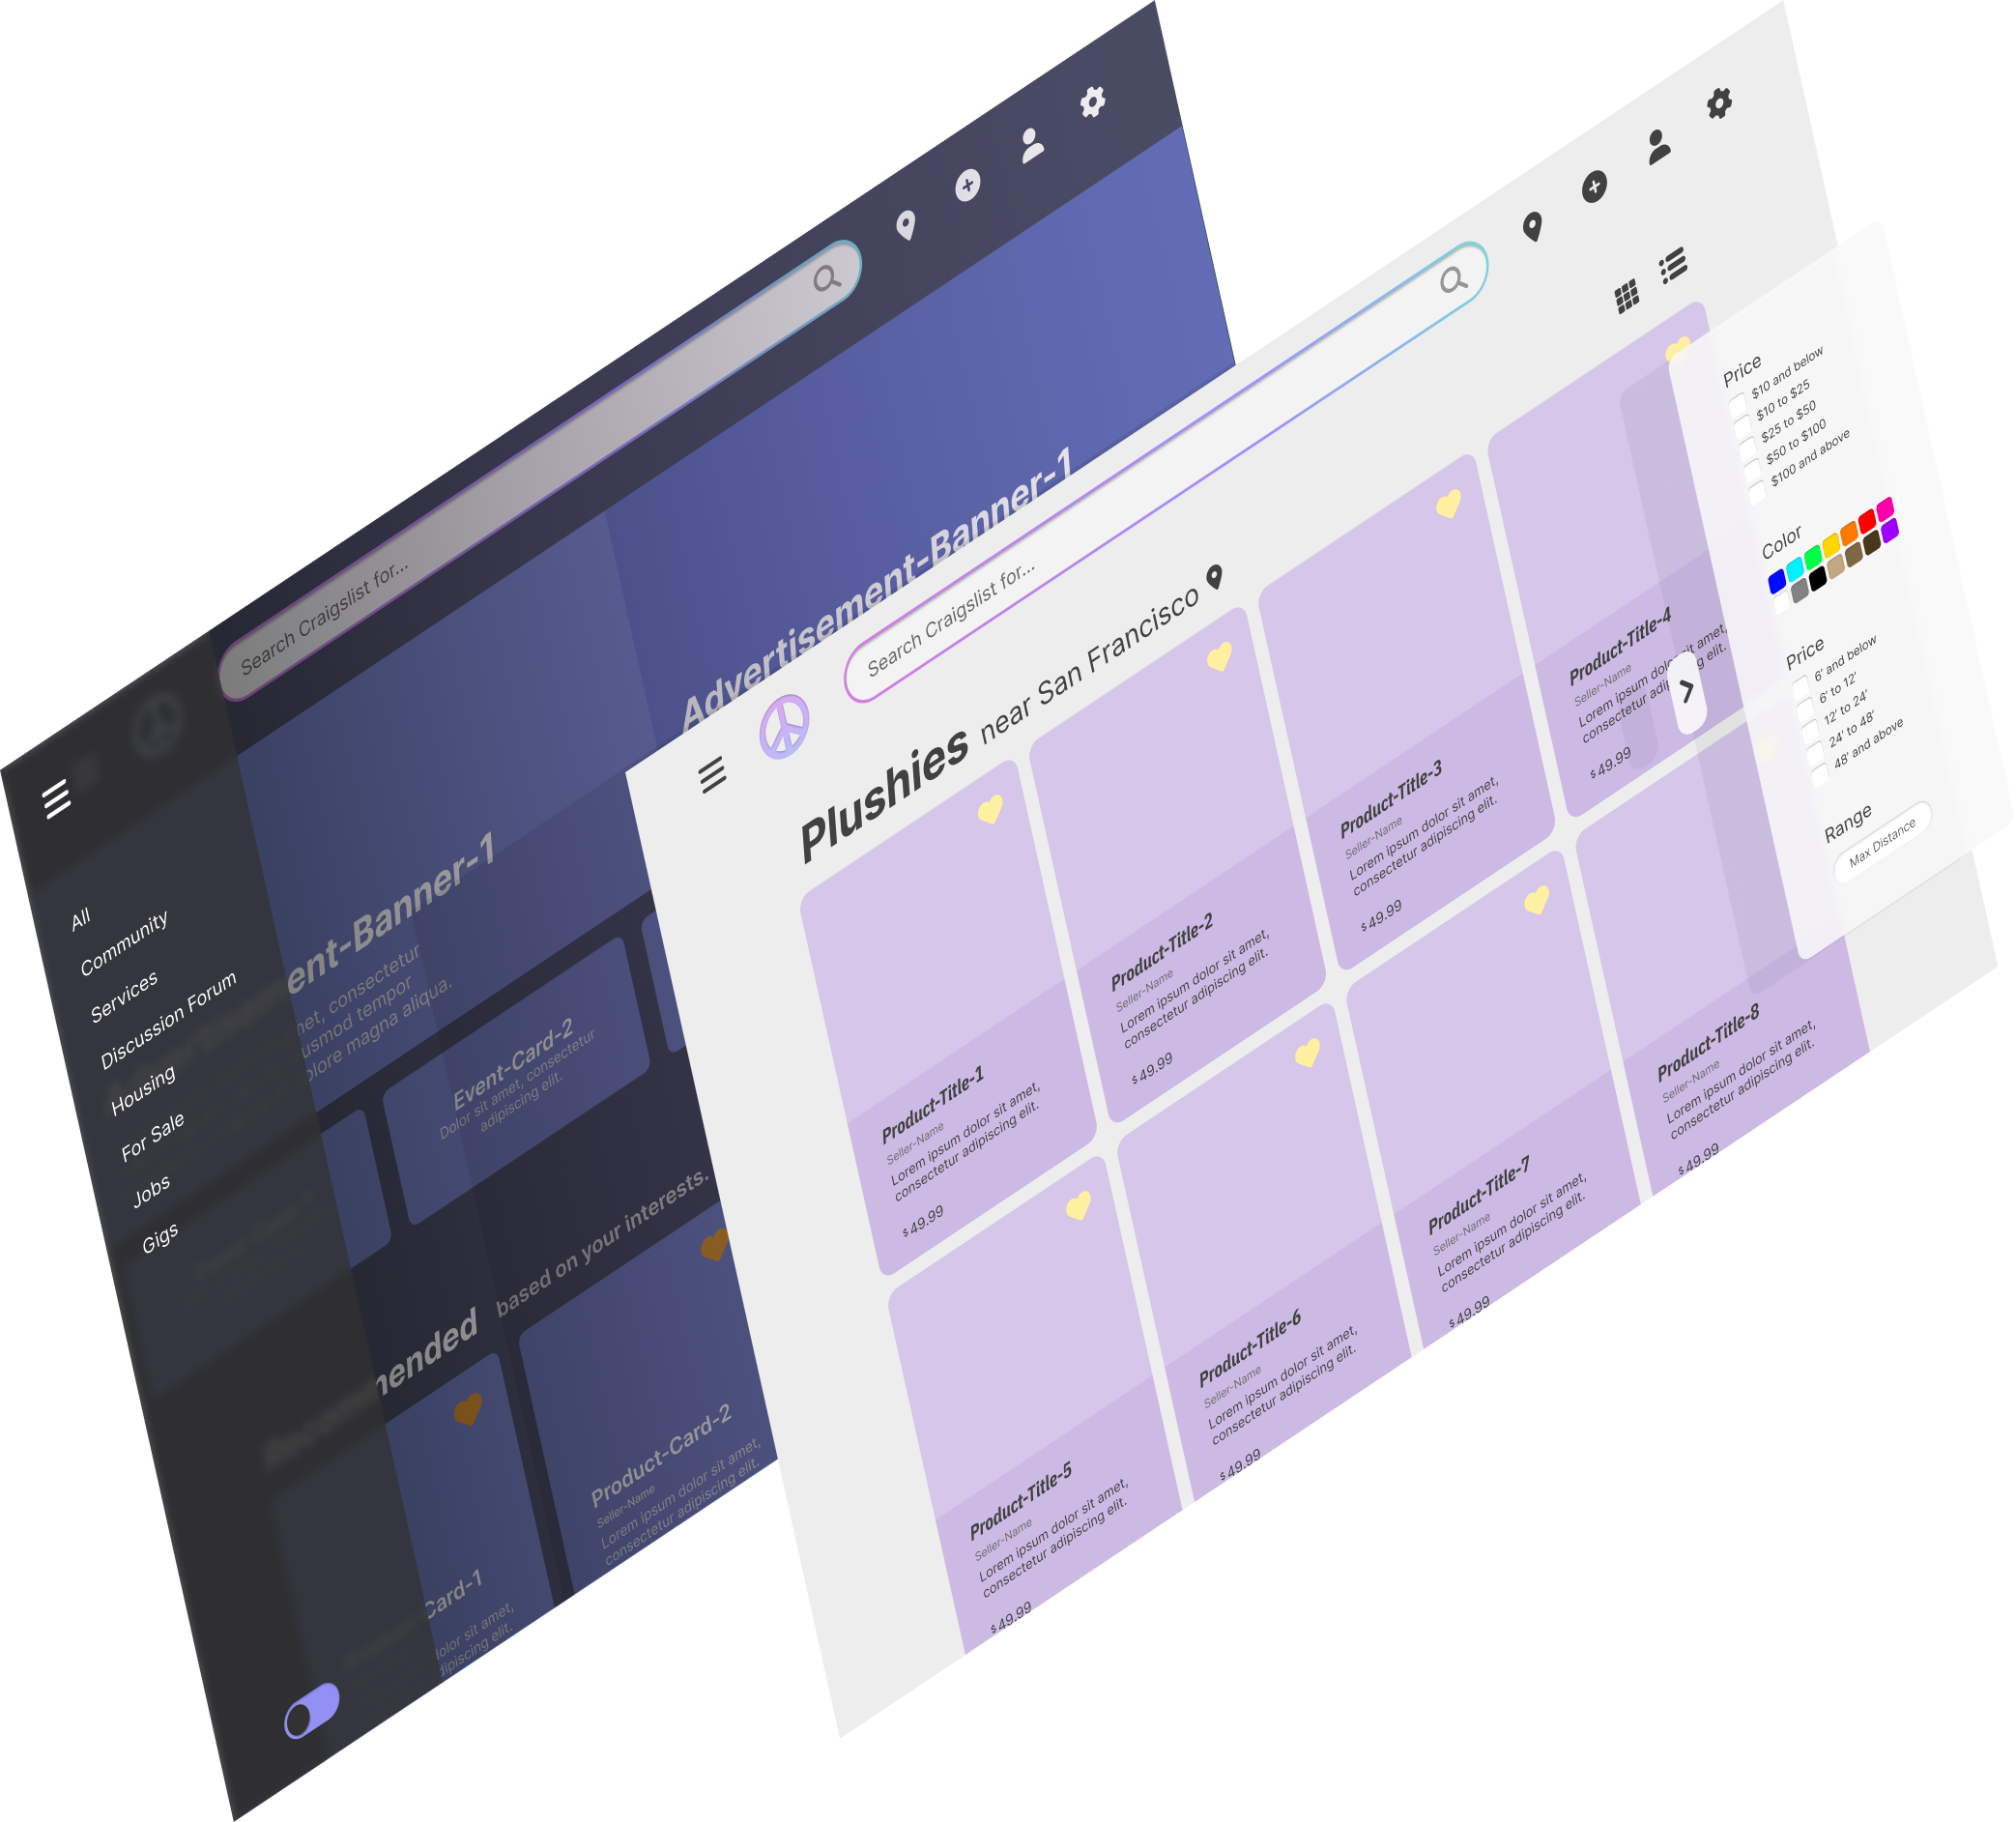 Search Craigslist for...
Advertisement-Banner-1
All
Community
Services
Discussion Forum
Housing
For Sale
Jobs
Gigs
ent-Banner-1
met, consectetur
usmod tempor
olore magna aliqua.
Event-Card-2
Dolor sit amet, consectetur
adipiscing elit.
Recommended based on your interests.
Card-1
dolor sit amet,
dipiscing elit.
Product-Card-2
Seller-Name
Lorem ipsum dolor sit amet,
consectetur adipiscing elit.
Search Craigslist for...
Plushies near San Francisco
Product-Title-1
Seller-Name
Lorem ipsum dolor sit amet,
consectetur adipiscing elit.
$49.99
Product-Title-2
Seller-Name
Lorem ipsum dolor sit amet,
consectetur adipiscing elit.
$49.99
Product-Title-3
Seller-Name
Lorem ipsum dolor sit amet,
consectetur adipiscing elit.
$49.99
Product-Title-4
Seller-Name
Lorem ipsum dolor sit amet,
consectetur adipiscing elit.
$49.99
Product-Title-5
Seller-Name
Lorem ipsum dolor sit amet,
consectetur adipiscing elit.
$49.99
Product-Title-6
Seller-Name
Lorem ipsum dolor sit amet,
consectetur adipiscing elit.
$49.99
Product-Title-7
Seller-Name
Lorem ipsum dolor sit amet,
consectetur adipiscing elit.
$49.99
Product-Title-8
Seller-Name
Lorem ipsum dolor sit amet,
consectetur adipiscing elit.
$49.99
Price
$10 and below
$10 to $25
$25 to $50
$50 to $100
$100 and above
Color
Price
6' and below
6' to 12'
12' to 24'
24' to 48'
48' and above
Range
Max Distance